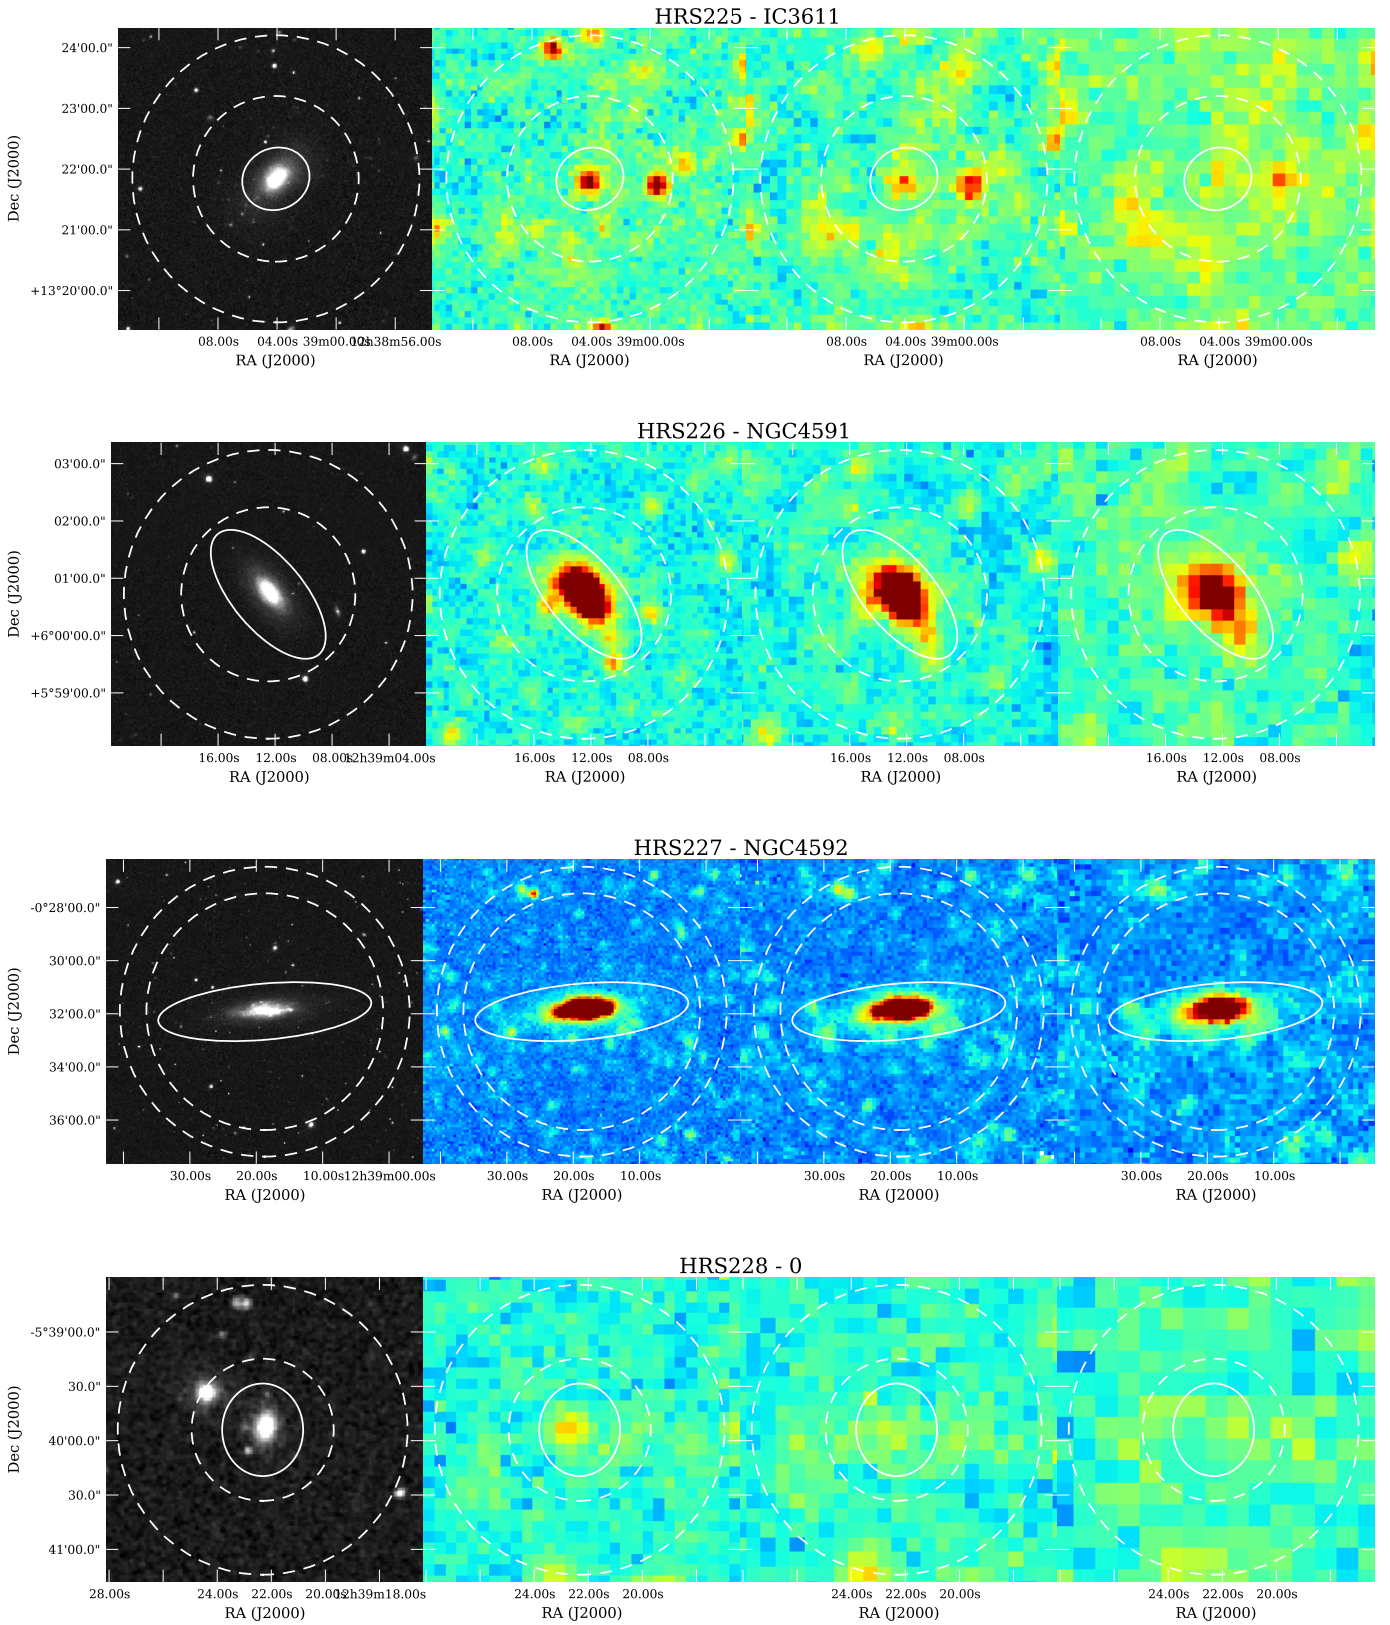 HRS225 - IC3611
24'00.0"
23'00.0"
22'00.0"
21'00.0"
+13°20'00.0"
Dec (J2000)
08.00s 04.00s 39m00.00s 12h38m56.00s 08.00s 04.00s 39m00.00s 08.00s 04.00s 39m00.00s 08.00s 04.00s 39m00.00s
RA (J2000) RA (J2000) RA (J2000) RA (J2000)
HRS226 - NGC4591
03'00.0"
02'00.0"
01'00.0"
+6°00'00.0"
+5°59'00.0"
Dec (J2000)
16.00s 12.00s 08.00s 12h39m04.00s 16.00s 12.00s 08.00s 16.00s 12.00s 08.00s 16.00s 12.00s 08.00s
RA (J2000) RA (J2000) RA (J2000) RA (J2000)
HRS227 - NGC4592
-0°28'00.0"
30'00.0"
32'00.0"
34'00.0"
36'00.0"
Dec (J2000)
30.00s 20.00s 10.00s 12h39m00.00s 30.00s 20.00s 10.00s 30.00s 20.00s 10.00s 30.00s 20.00s 10.00s
RA (J2000) RA (J2000) RA (J2000) RA (J2000)
HRS228 - 0
-5°39'00.0"
30.0"
40'00.0"
30.0"
41'00.0"
Dec (J2000)
28.00s 24.00s 22.00s 20.00s 12h39m18.00s 24.00s 22.00s 20.00s 24.00s 22.00s 20.00s 24.00s 22.00s 20.00s
RA (J2000) RA (J2000) RA (J2000) RA (J2000)